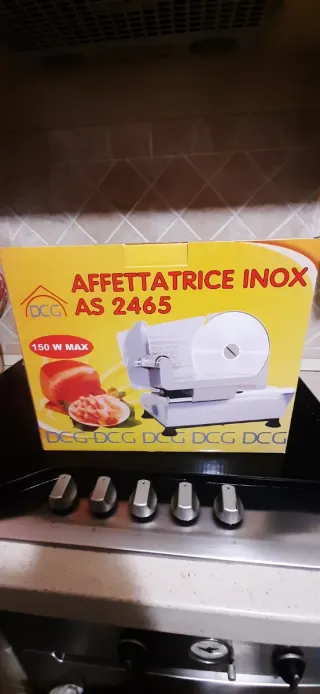 AFFETTATRICE INOX
DCG
AS 2465
150 W MAX
DCG DCG DCG DCG DCG